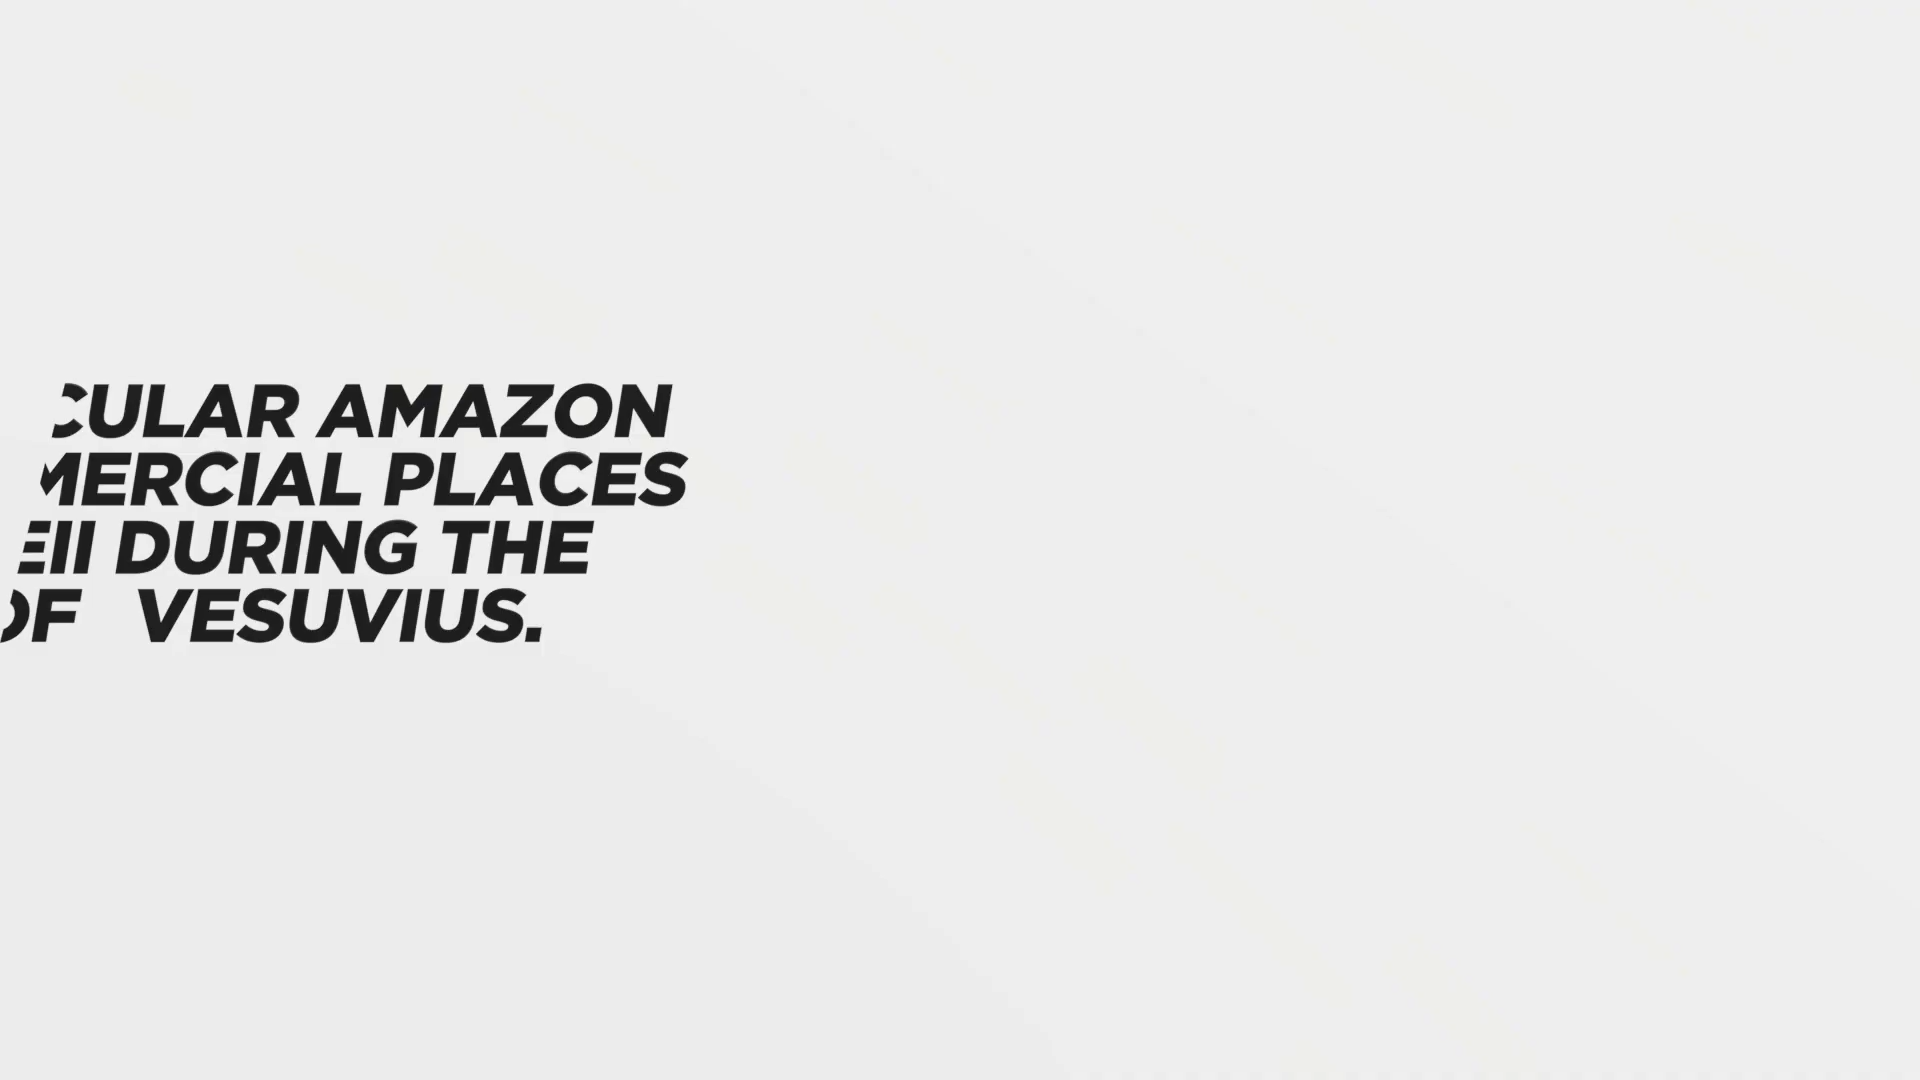 CULAR AMAZON
MERCIAL PLACES
EII DURING THE
OF VESUVIUS.